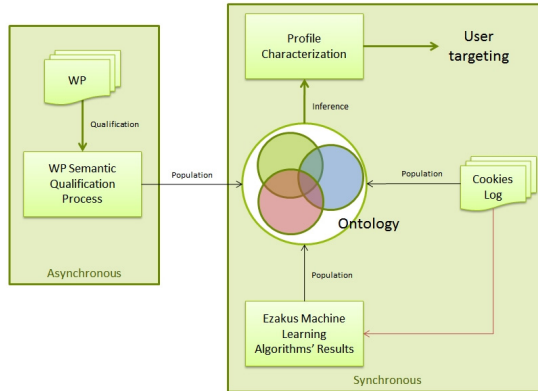 WP
Qualification
WP Semantic
Qualification
Process
Asynchronous
Population
Profile
Characterization
User
targeting
Inference
Ontology
Population
Cookies
Log
Population
Ezakus Machine
Learning
Algorithms' Results
Synchronous